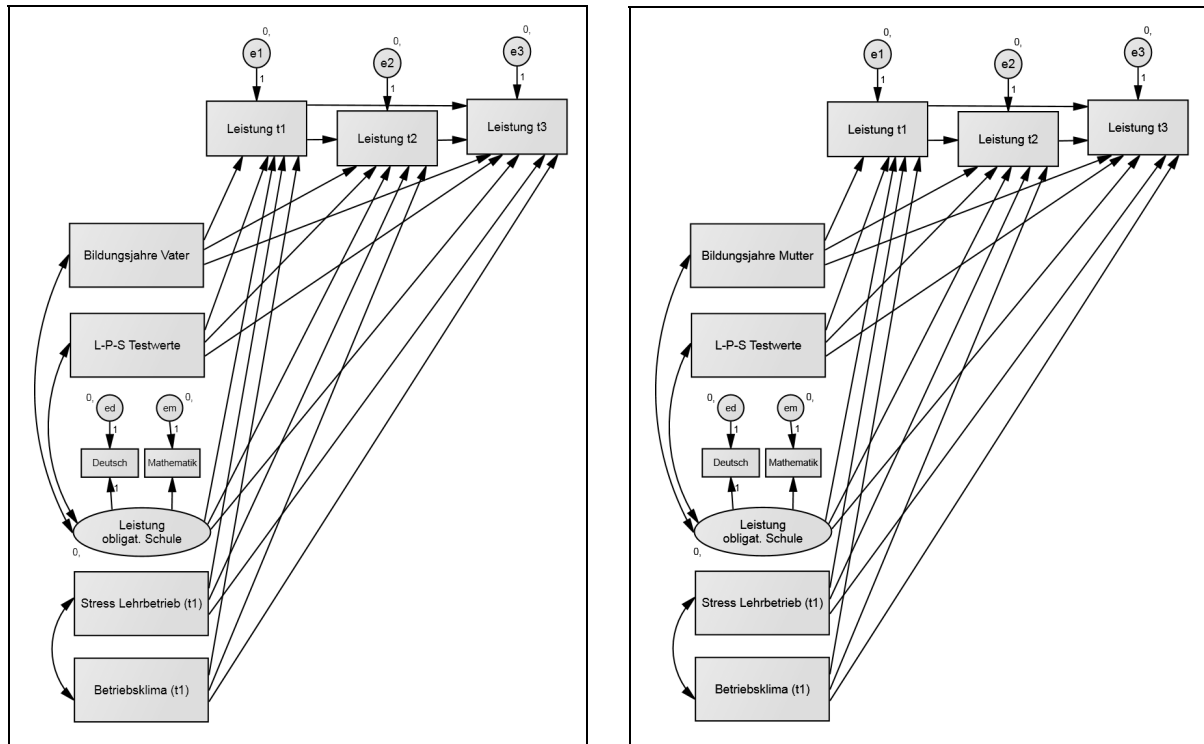 0,
e1
1
0,
e2
1
0,
e3
1
Leistung t1
Leistung t2
Leistung t3
Bildungsjahre Vater
L-P-S Testwerte
0,
ed
1
0,
em
1
Deutsch
Mathematik
1
Leistung
obligat. Schule
0,
Stress Lehrbetrieb (t1)
Betriebsklima (t1)
0,
e1
1
0,
e2
1
0,
e3
1
Leistung t1
Leistung t2
Leistung t3
Bildungsjahre Mutter
L-P-S Testwerte
0,
ed
1
0,
em
1
Deutsch
Mathematik
1
Leistung
obligat. Schule
0,
Stress Lehrbetrieb (t1)
Betriebsklima (t1)